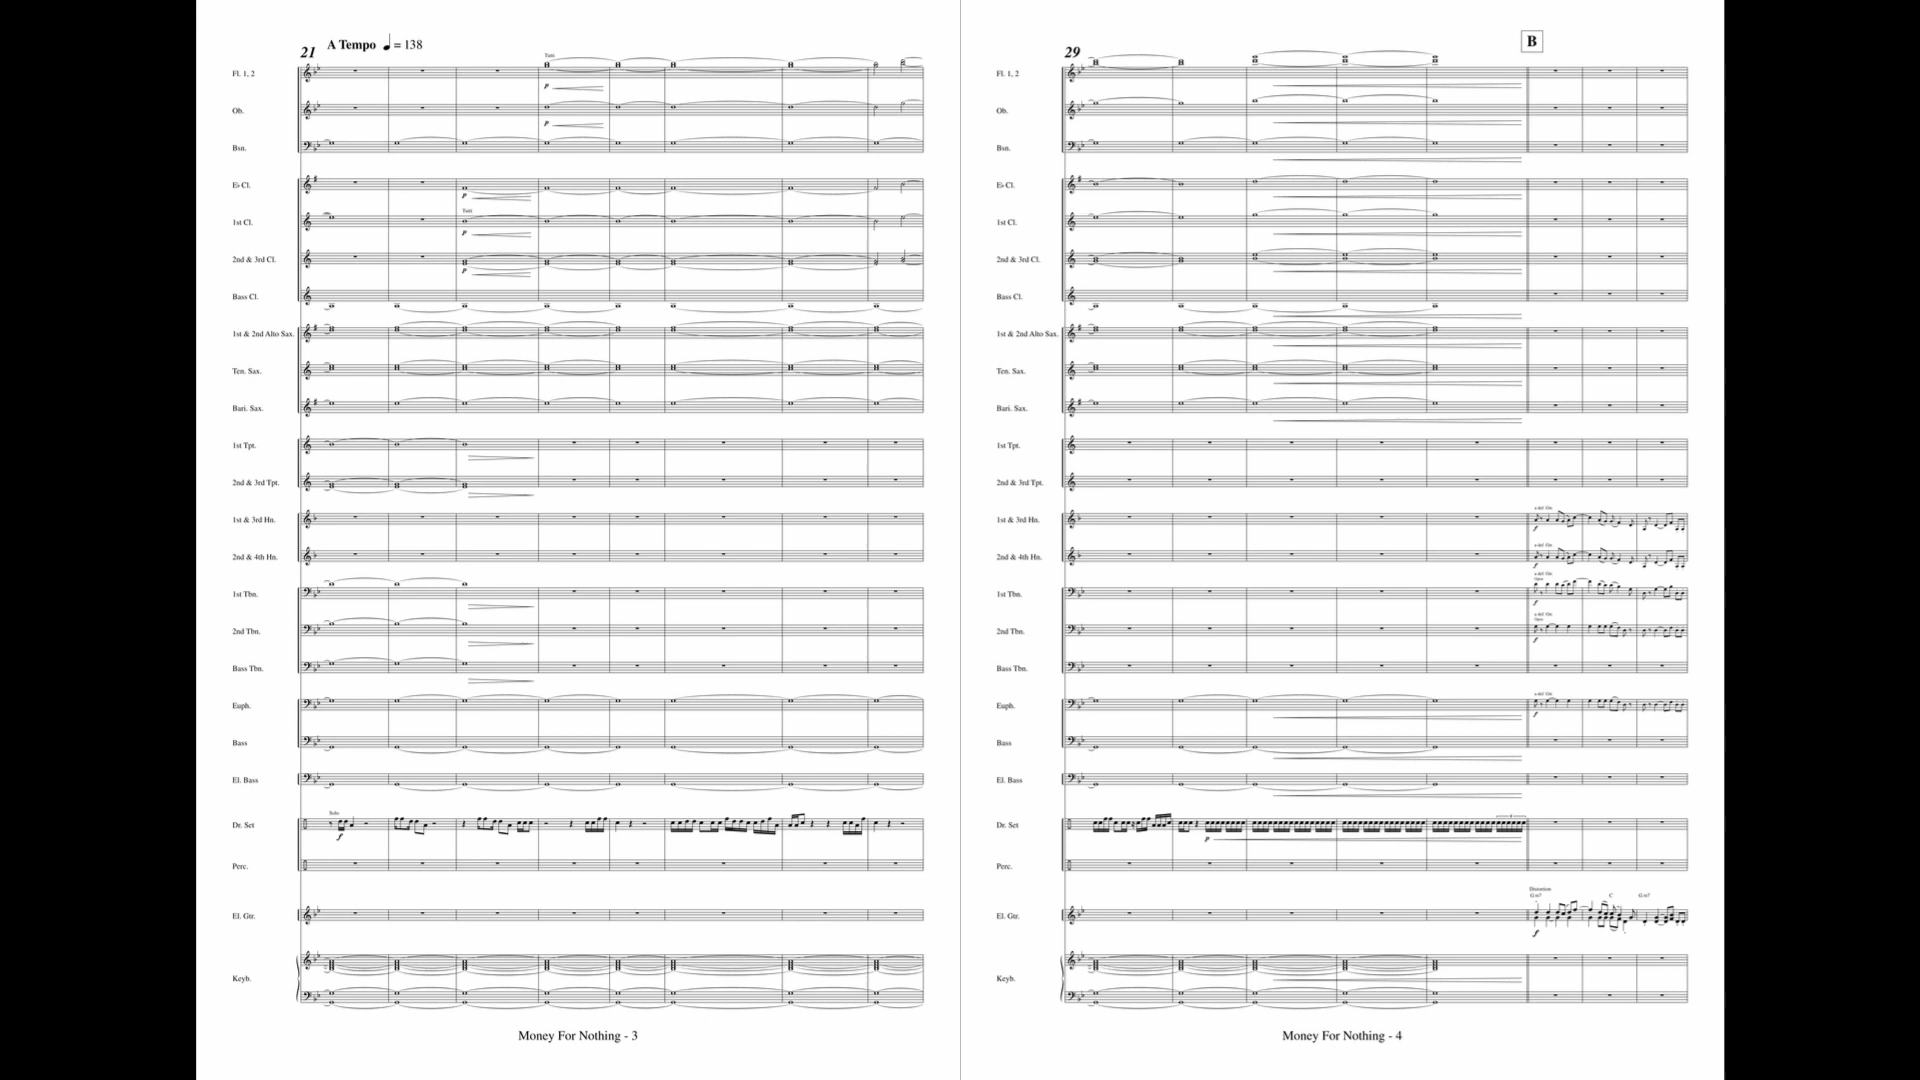 21 A Tempo ♩ = 138
Tutti
Fl. 1, 2
p
Ob.
p
Bsn.
E♭ Cl.
p
Tutti
1st Cl.
p
2nd & 3rd Cl.
p
Bass Cl.
1st & 2nd Alto Sax.
Ten. Sax.
Bari. Sax.
1st Tpt.
2nd & 3rd Tpt.
1st & 3rd Hn.
2nd & 4th Hn.
1st Tbn.
2nd Tbn.
Bass Tbn.
Euph.
Bass
El. Bass
Solo
Dr. Set
f
Perc.
El. Gtr.
Keyb.
Money For Nothing - 3
29 B
Fl. 1, 2
Ob.
Bsn.
E♭ Cl.
1st Cl.
2nd & 3rd Cl.
Bass Cl.
1st & 2nd Alto Sax.
Ten. Sax.
Bari. Sax.
1st Tpt.
2nd & 3rd Tpt.
1st & 3rd Hn.
f
2nd & 4th Hn.
f
Open
1st Tbn.
f
Open
2nd Tbn.
f
Bass Tbn.
Euph.
f
Bass
El. Bass
Dr. Set
p
Perc.
Distortion
Gm7 C Gm7
El. Gtr.
f
Keyb.
Money For Nothing - 4